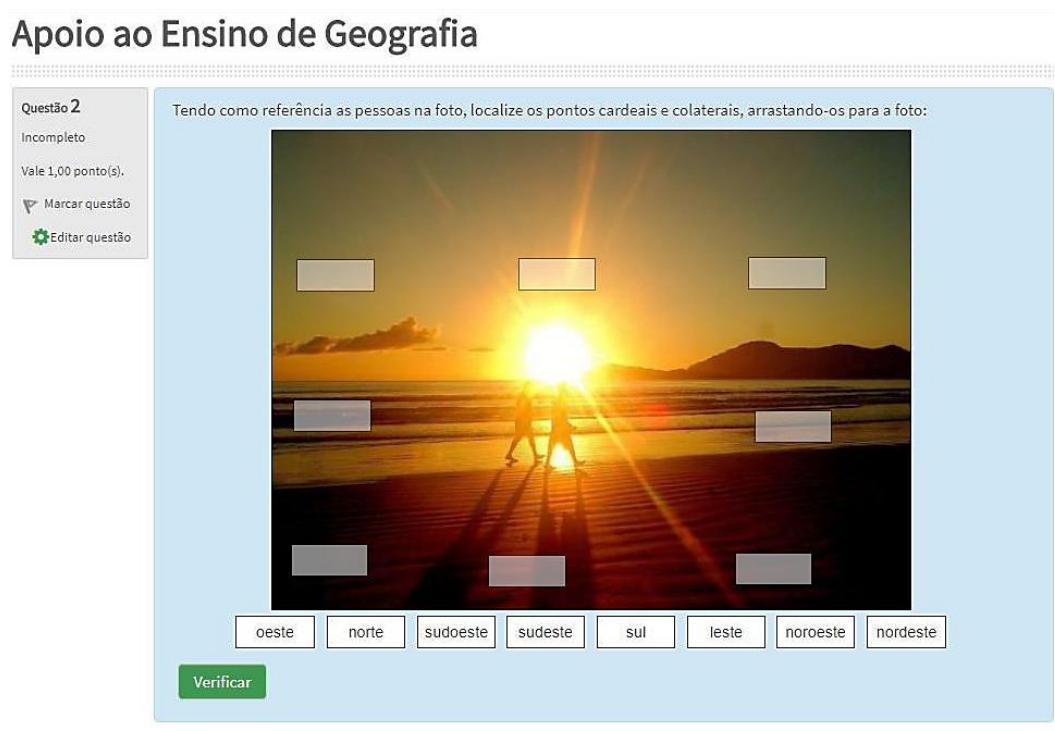 Apoio ao Ensino de Geografia
Questão 2
Incompleto
Vale 1,00 ponto(s).
Marcar questão
Editar questão
Tendo como referência as pessoas na foto, localize os pontos cardeais e colaterais, arrastando-os para a foto:
oeste norte sudoeste sudeste sul leste noroeste nordeste
Verificar